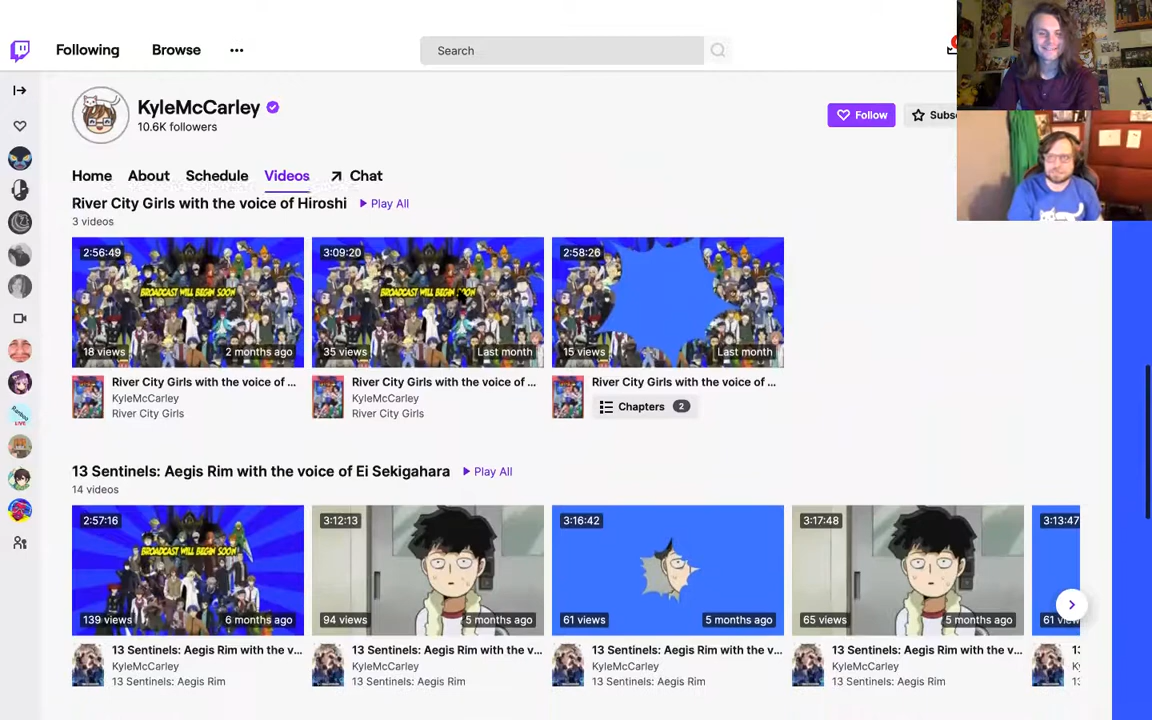 Following
Browse
Search
KyleMcCarley
10.6K followers
Follow
Subs
Home
About
Schedule
Videos
Chat
River City Girls with the voice of Hiroshi
Play All
3 videos
2:56:49
BROADCAST WILL BEGIN SOON
18 views
2 months ago
3:09:20
BROADCAST WILL BEGIN SOON
35 views
Last month
2:58:26
15 views
Last month
River City Girls with the voice of ...
KyleMcCarley
River City Girls
River City Girls with the voice of ...
KyleMcCarley
River City Girls
River City Girls with the voice of ...
Chapters 2
13 Sentinels: Aegis Rim with the voice of Ei Sekigahara
Play All
14 videos
2:57:16
BROADCAST WILL BEGIN SOON
139 views
6 months ago
3:12:13
94 views
5 months ago
3:16:42
61 views
5 months ago
3:17:48
65 views
5 months ago
3:13:47
13 Sentinels: Aegis Rim with the v...
KyleMcCarley
13 Sentinels: Aegis Rim
13 Sentinels: Aegis Rim with the v...
KyleMcCarley
13 Sentinels: Aegis Rim
13 Sentinels: Aegis Rim with the v...
KyleMcCarley
13 Sentinels: Aegis Rim
13 Sentinels: Aegis Rim with the v...
KyleMcCarley
13 Sentinels: Aegis Rim